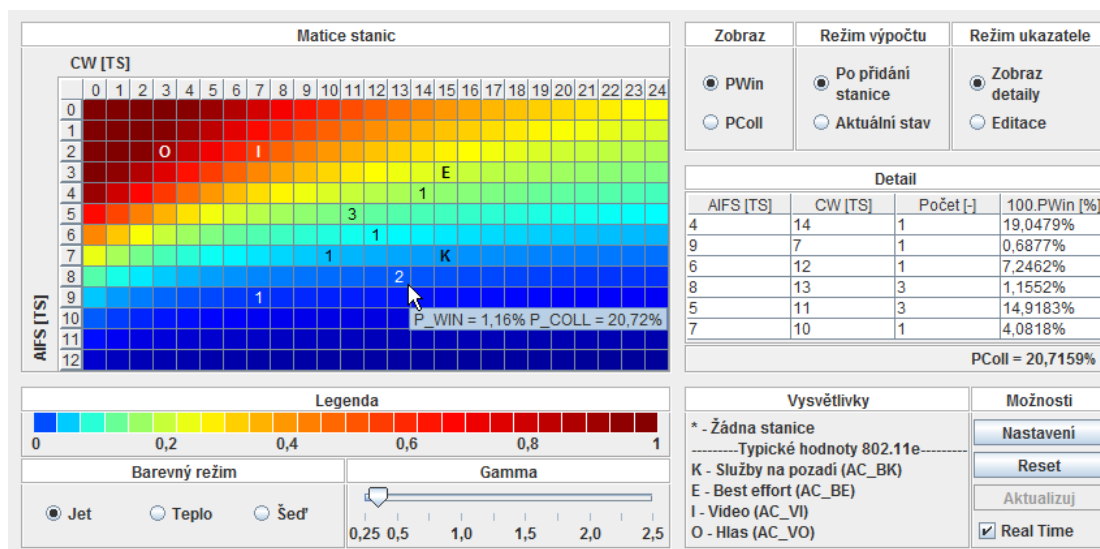 Matice stanic
CW [TS]
0 1 2 3 4 5 6 7 8 9 10 11 12 13 14 15 16 17 18 19 20 21 22 23 24
0
1
2 O I
3 E
4 1
5 3
6 1
7 1 K
8 2
9 1
10
11
12
AIFS [TS]
P_WIN = 1,16% P_COLL = 20,72%
Legenda
0 0,2 0,4 0,6 0,8 1
Barevný režim
Jet Teplo Šeď
Gamma
0,25 0,5 1,0 1,5 2,0 2,5
Zobraz
PWin
PColl
Režim výpočtu
Po přidání
stanice
Aktuální stav
Režim ukazatele
Zobraz
detaily
Editace
Detail
AIFS [TS] CW [TS] Počet [-] 100.PWin [%]
4 14 1 19,0479%
9 7 1 0,6877%
6 12 1 7,2462%
8 13 3 1,1552%
5 11 3 14,9183%
7 10 1 4,0818%
PColl = 20,7159%
Vysvětlivky
* - Žádna stanice
---------Typické hodnoty 802.11e---------
K - Služby na pozadí (AC_BK)
E - Best effort (AC_BE)
I - Video (AC_VI)
O - Hlas (AC_VO)
Možnosti
Nastavení
Reset
Aktualizuj
Real Time